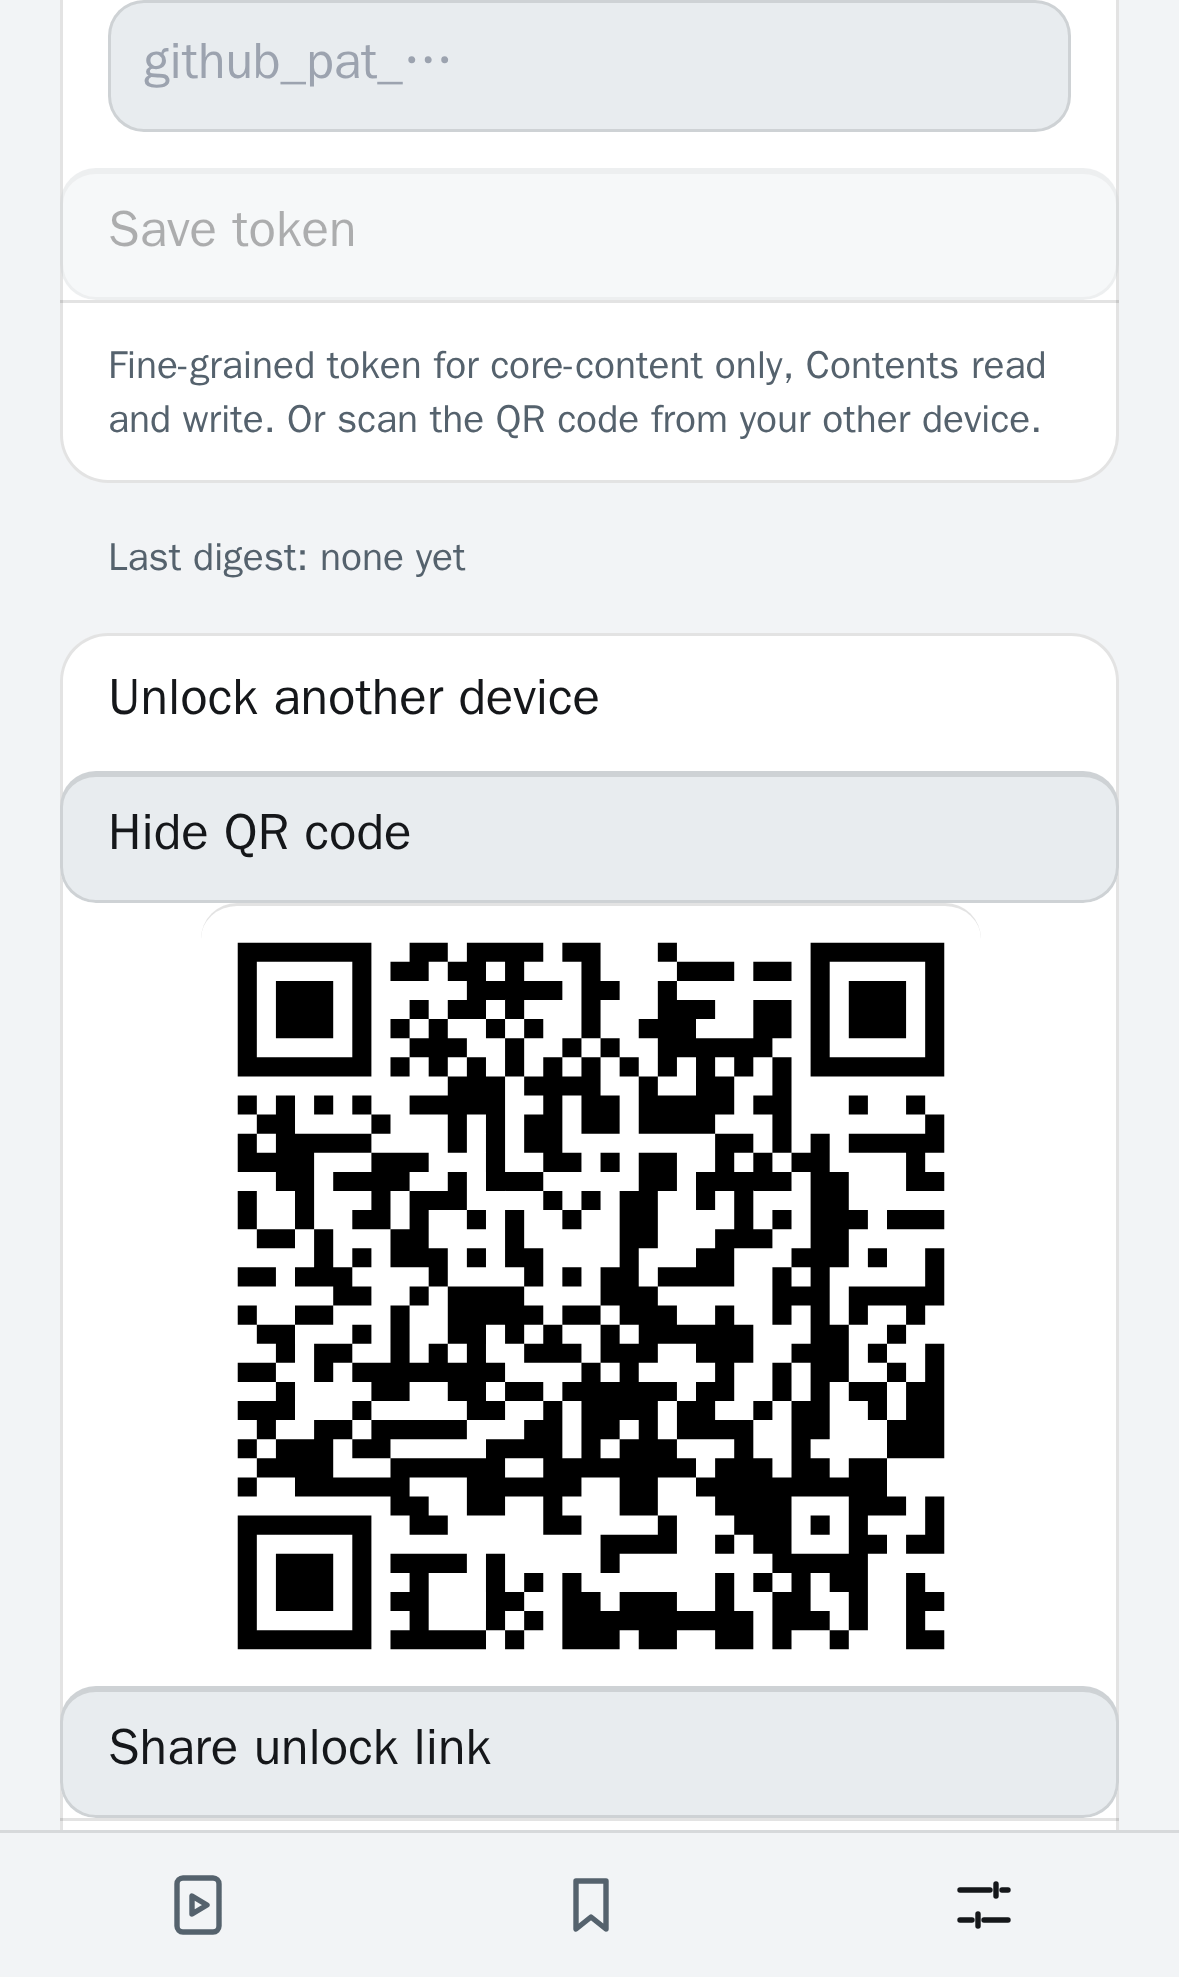 github_pat_···
Save token
Fine-grained token for core-content only, Contents read
and write. Or scan the QR code from your other device.
Last digest: none yet
Unlock another device
Hide QR code
Share unlock link